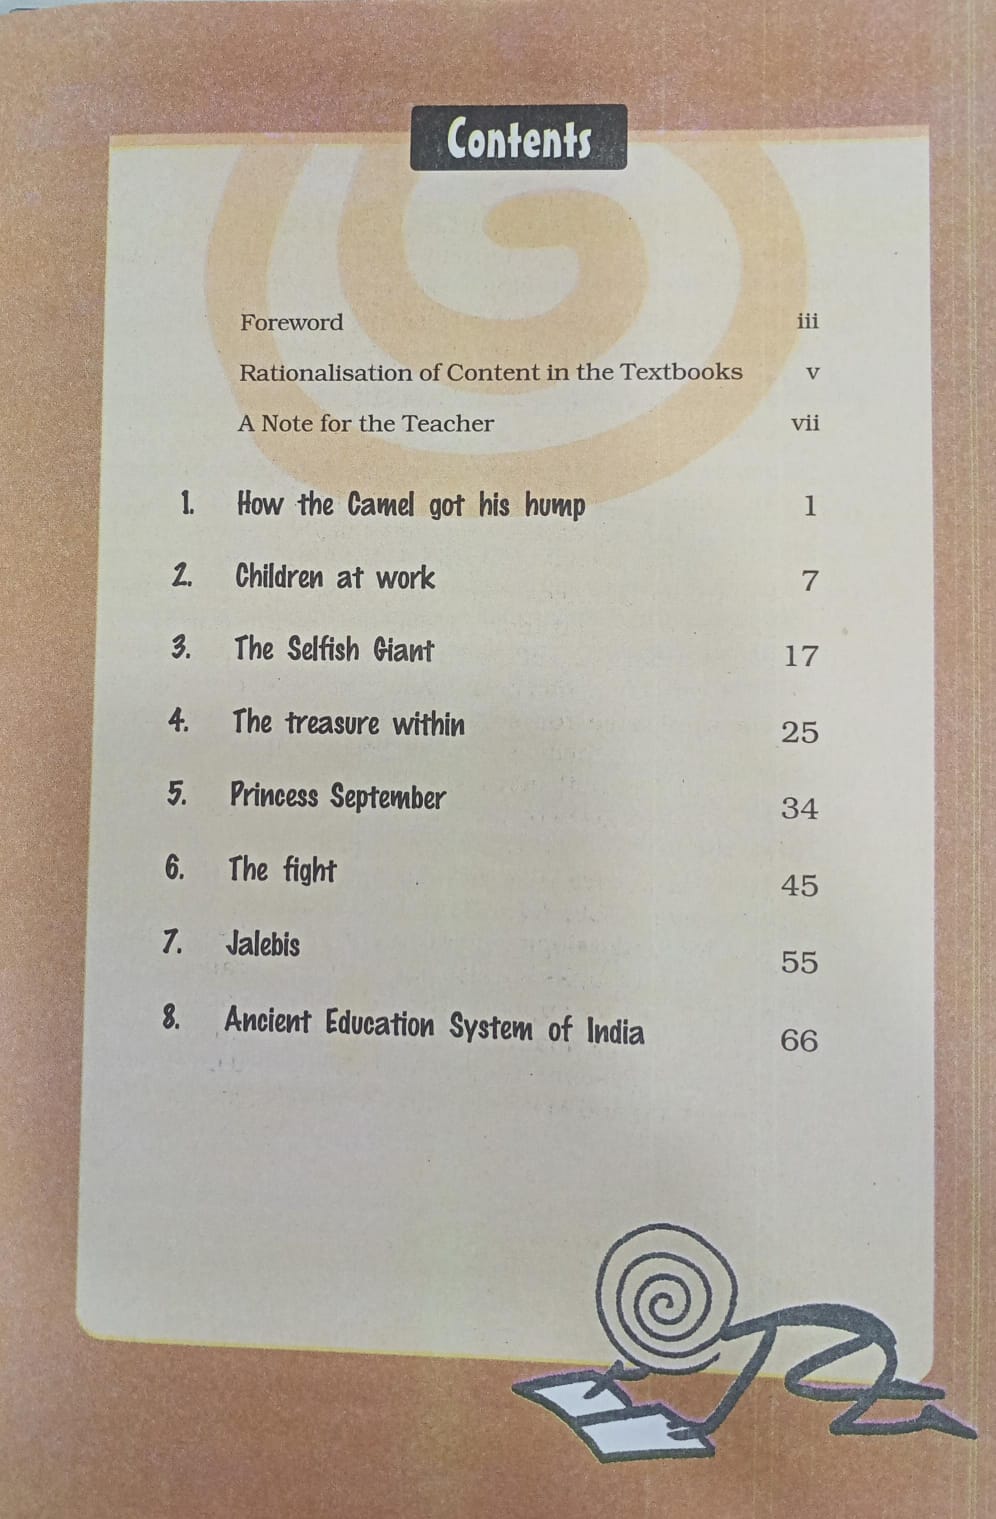 Contents
Foreword iii
Rationalisation of Content in the Textbooks v
A Note for the Teacher vii
1. How the Camel got his hump 1
2. Children at work 7
3. The Selfish Giant 17
4. The treasure within 25
5. Princess September 34
6. The fight 45
7. Jalebis 55
8. Ancient Education System of India 66